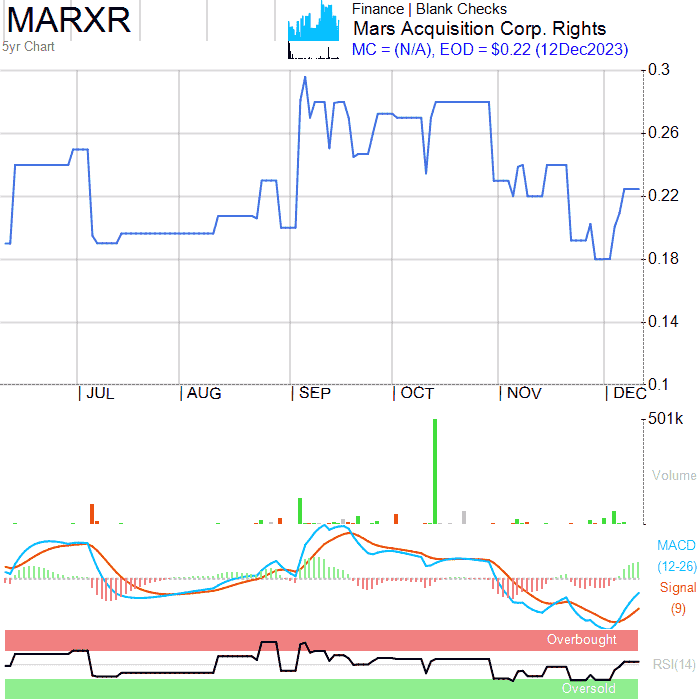 MARXR
5yr Chart
Finance | Blank Checks
Mars Acquisition Corp. Rights
MC = (N/A), EOD = $0.22 (12Dec2023)
0.3
0.26
0.22
0.18
0.14
0.1
| JUL | AUG | SEP | OCT | NOV | DEC
501k
Volume
MACD
(12-26)
Signal
(9)
Overbought
RSI(14)
Oversold